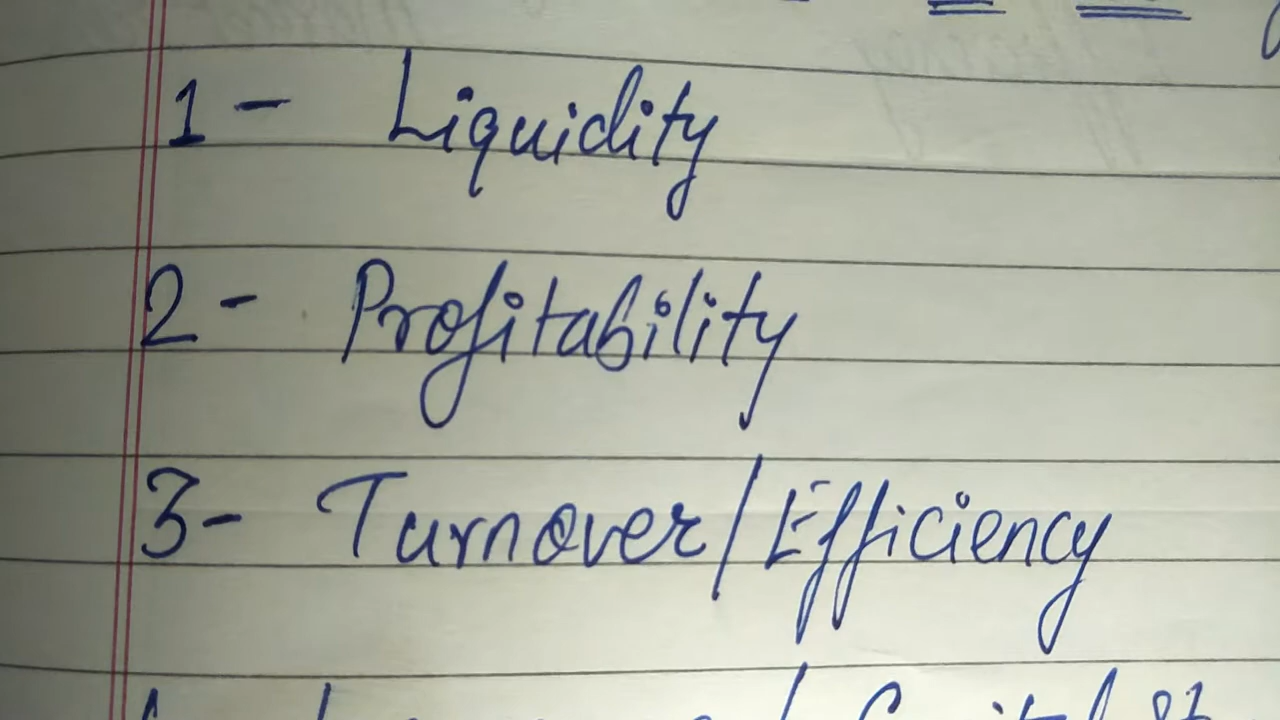 1 - Liquidity
2 - Profitability
3 - Turnover / Efficiency